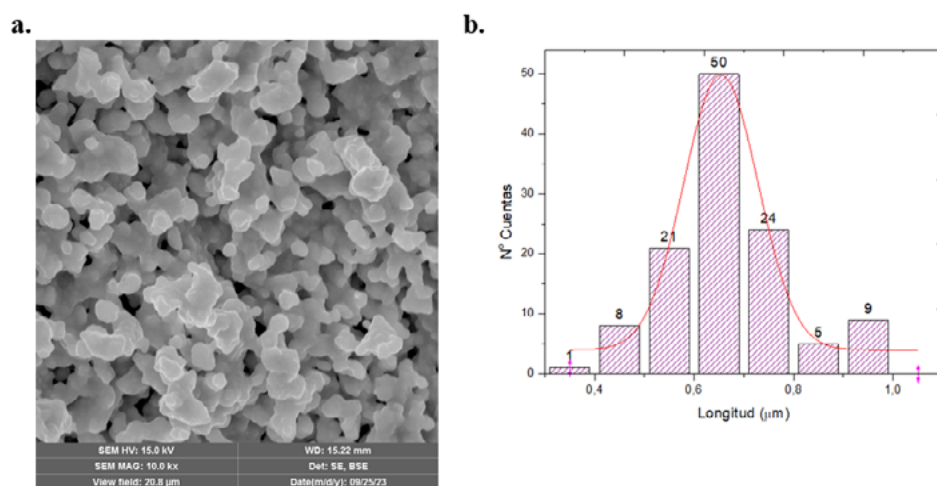 a.
SEM HV: 15.0 kV
WD: 15.22 mm
SEM MAG: 10.0 kx
Det: SE, BSE
View field: 20.8 µm
Date(m/d/y): 09/25/23
b.
50
50
40
30
24
21
20
10
9
8
5
1
0
0,4
0,6
0,8
1,0
Nº Cuentas
Longitud (µm)